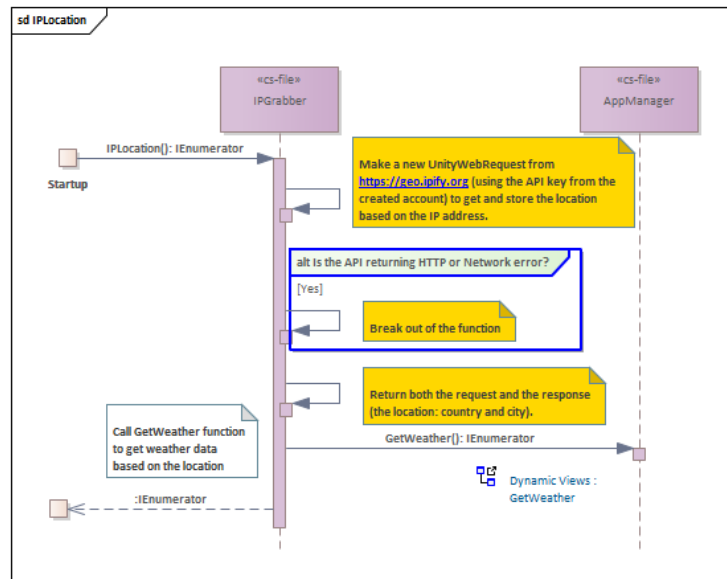 sd IPLocation
«cs-file»
IPGrabber
«cs-file»
AppManager
IPLocation(): IEnumerator
Startup
Make a new UnityWebRequest from
https://geo.ipify.org (using the API key from the
created account) to get and store the location
based on the IP address.
alt Is the API returning HTTP or Network error?
[Yes]
Break out of the function
Return both the request and the response
(the location: country and city).
Call GetWeather function
to get weather data
based on the location
GetWeather(): IEnumerator
Dynamic Views :
GetWeather
:IEnumerator